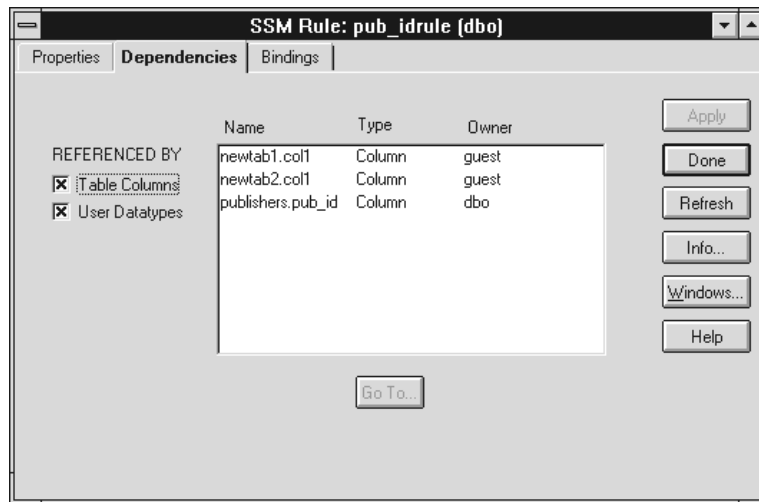 SSM Rule: pub_idrule (dbo)
Properties Dependencies Bindings
Name Type Owner
REFERENCED BY
Table Columns
User Datatypes
newtab1.col1 Column guest
newtab2.col1 Column guest
publishers.pub_id Column dbo
Go To...
Apply
Done
Refresh
Info...
Windows...
Help